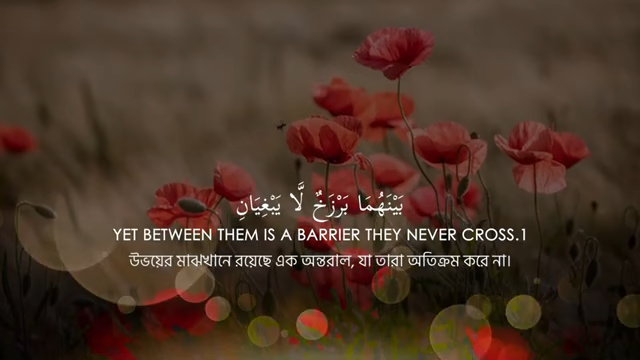 بَيْنَهُمَا بَرْزَخٌ لَّا يَبْغِيَانِ
YET BETWEEN THEM IS A BARRIER THEY NEVER CROSS.1
উভয়ের মাঝখানে রয়েছে এক অন্তরাল, যা তারা অতিক্রম করে না।